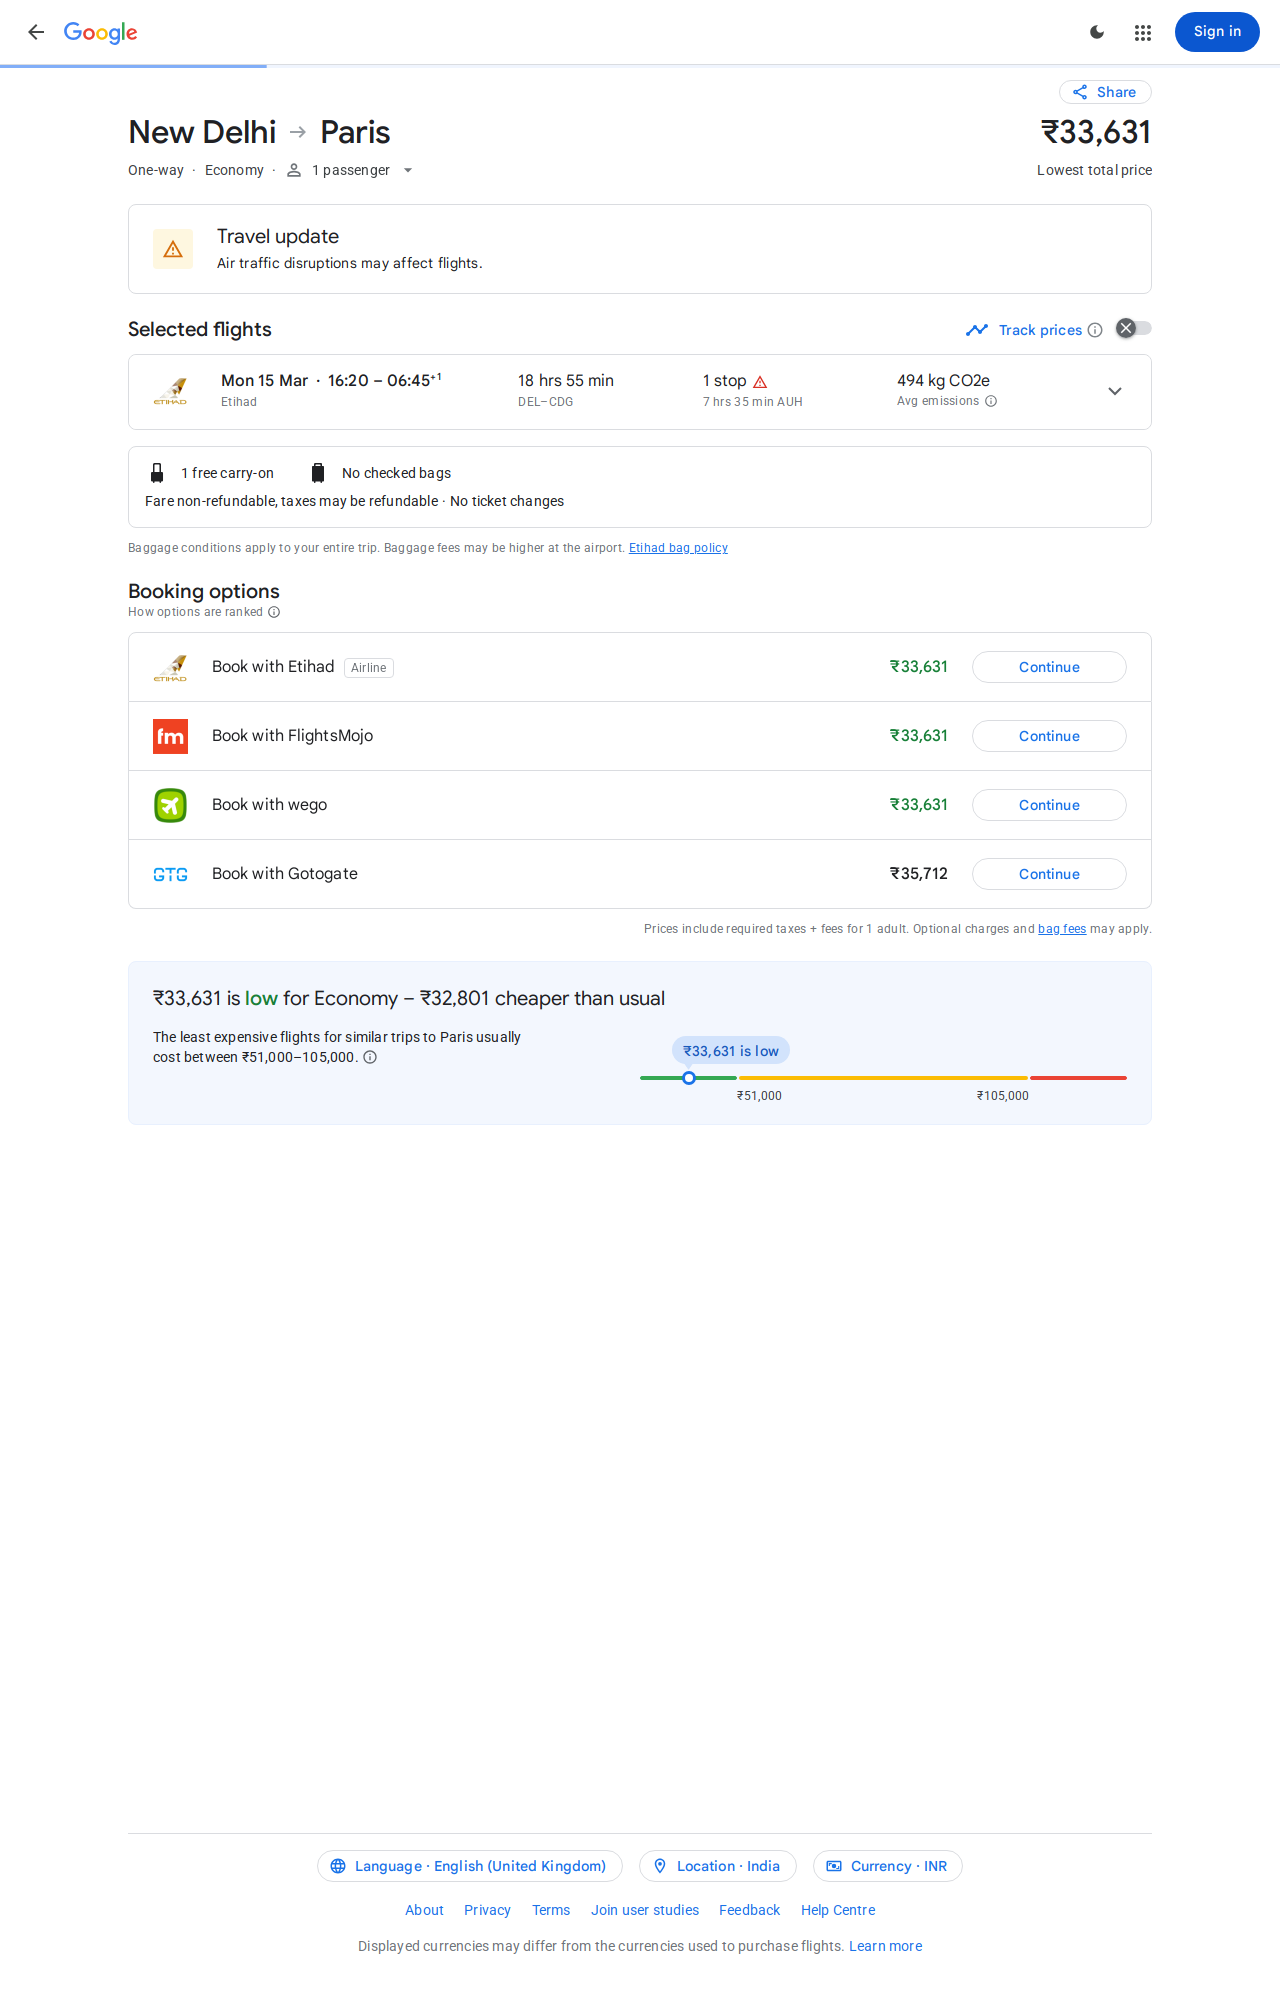 Google
Sign in
Share
New Delhi → Paris
₹33,631
One-way · Economy · 1 passenger
Lowest total price
Travel update
Air traffic disruptions may affect flights.
Selected flights
Track prices
ETIHAD
Mon 15 Mar · 16:20 – 06:45+1
18 hrs 55 min
1 stop
494 kg CO2e
Etihad
DEL–CDG
7 hrs 35 min AUH
Avg emissions
1 free carry-on
No checked bags
Fare non-refundable, taxes may be refundable · No ticket changes
Baggage conditions apply to your entire trip. Baggage fees may be higher at the airport. Etihad bag policy
Booking options
How options are ranked
ETIHAD
Book with Etihad Airline ₹33,631 Continue
fm
Book with FlightsMojo ₹33,631 Continue
Book with wego ₹33,631 Continue
GTG
Book with Gotogate ₹35,712 Continue
Prices include required taxes + fees for 1 adult. Optional charges and bag fees may apply.
₹33,631 is low for Economy – ₹32,801 cheaper than usual
The least expensive flights for similar trips to Paris usually
cost between ₹51,000–105,000.
₹33,631 is low
₹51,000
₹105,000
Language · English (United Kingdom)
Location · India
Currency · INR
About Privacy Terms Join user studies Feedback Help Centre
Displayed currencies may differ from the currencies used to purchase flights. Learn more